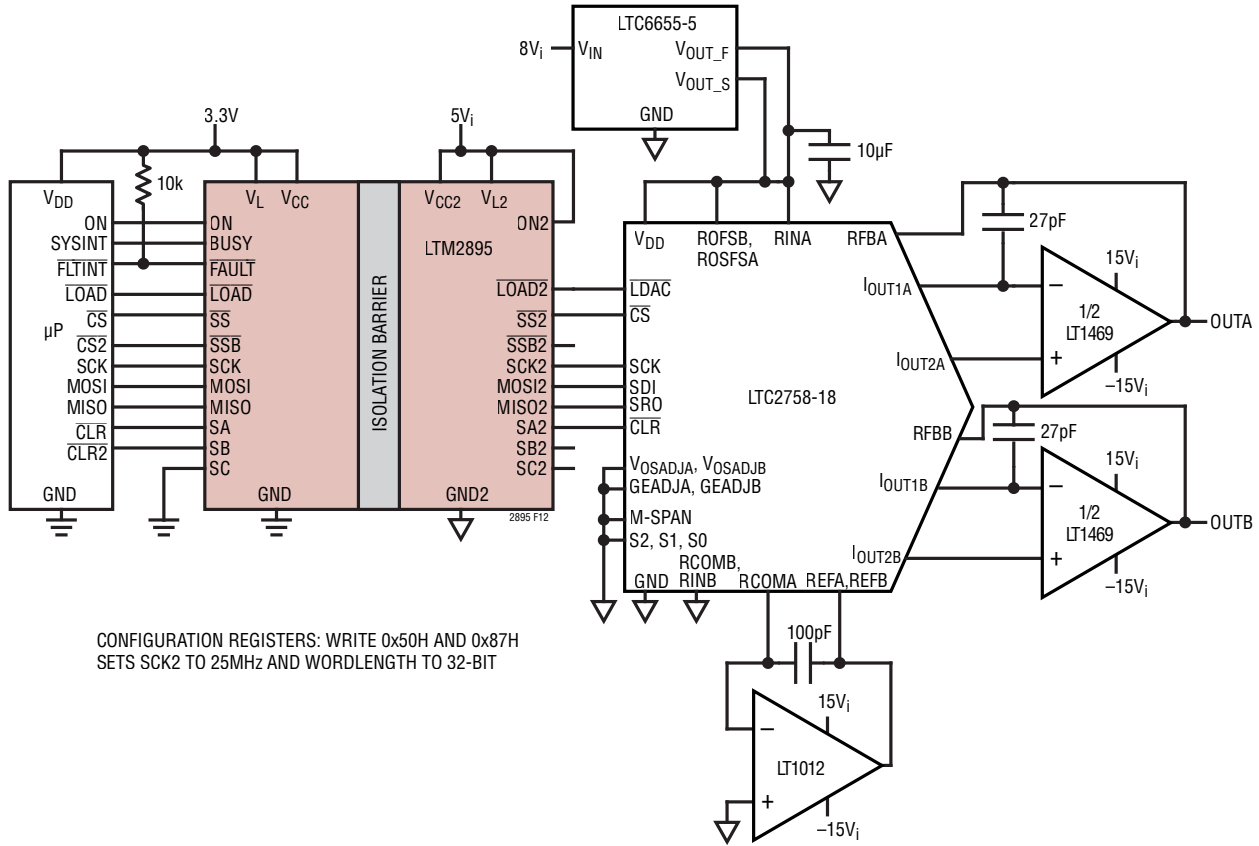 LTC6655-5
8Vi
VIN
VOUT_F
VOUT_S
GND
10µF
3.3V
10k
5Vi
VDD
ON
SYSINT
FLTINT
LOAD
CS
µP
CS2
SCK
MOSI
MISO
CLR
CLR2
GND
VL
VCC
ON
BUSY
FAULT
LOAD
SS
SSB
SCK
MOSI
MISO
SA
SB
SC
GND
ISOLATION BARRIER
VCC2
VL2
ON2
LTM2895
LOAD2
SS2
SSB2
SCK2
MOSI2
MISO2
SA2
SB2
SC2
GND2
2895 F12
VDD
ROFSB,
ROSFSA
RINA
RFBA
LDAC
CS
SCK
SDI
SRO
CLR
VOSADJA, VOSADJB
GEADJA, GEADJB
M-SPAN
S2, S1, S0
GND
RCOMB,
RINB
RCOMA
REFA,REFB
LTC2758-18
IOUT1A
IOUT2A
RFBB
IOUT1B
IOUT2B
27pF
15Vi
–
1/2
LT1469
+
–15Vi
OUTA
27pF
15Vi
–
1/2
LT1469
+
–15Vi
OUTB
100pF
15Vi
–
LT1012
+
–15Vi
CONFIGURATION REGISTERS: WRITE 0x50H AND 0x87H
SETS SCK2 TO 25MHz AND WORDLENGTH TO 32-BIT